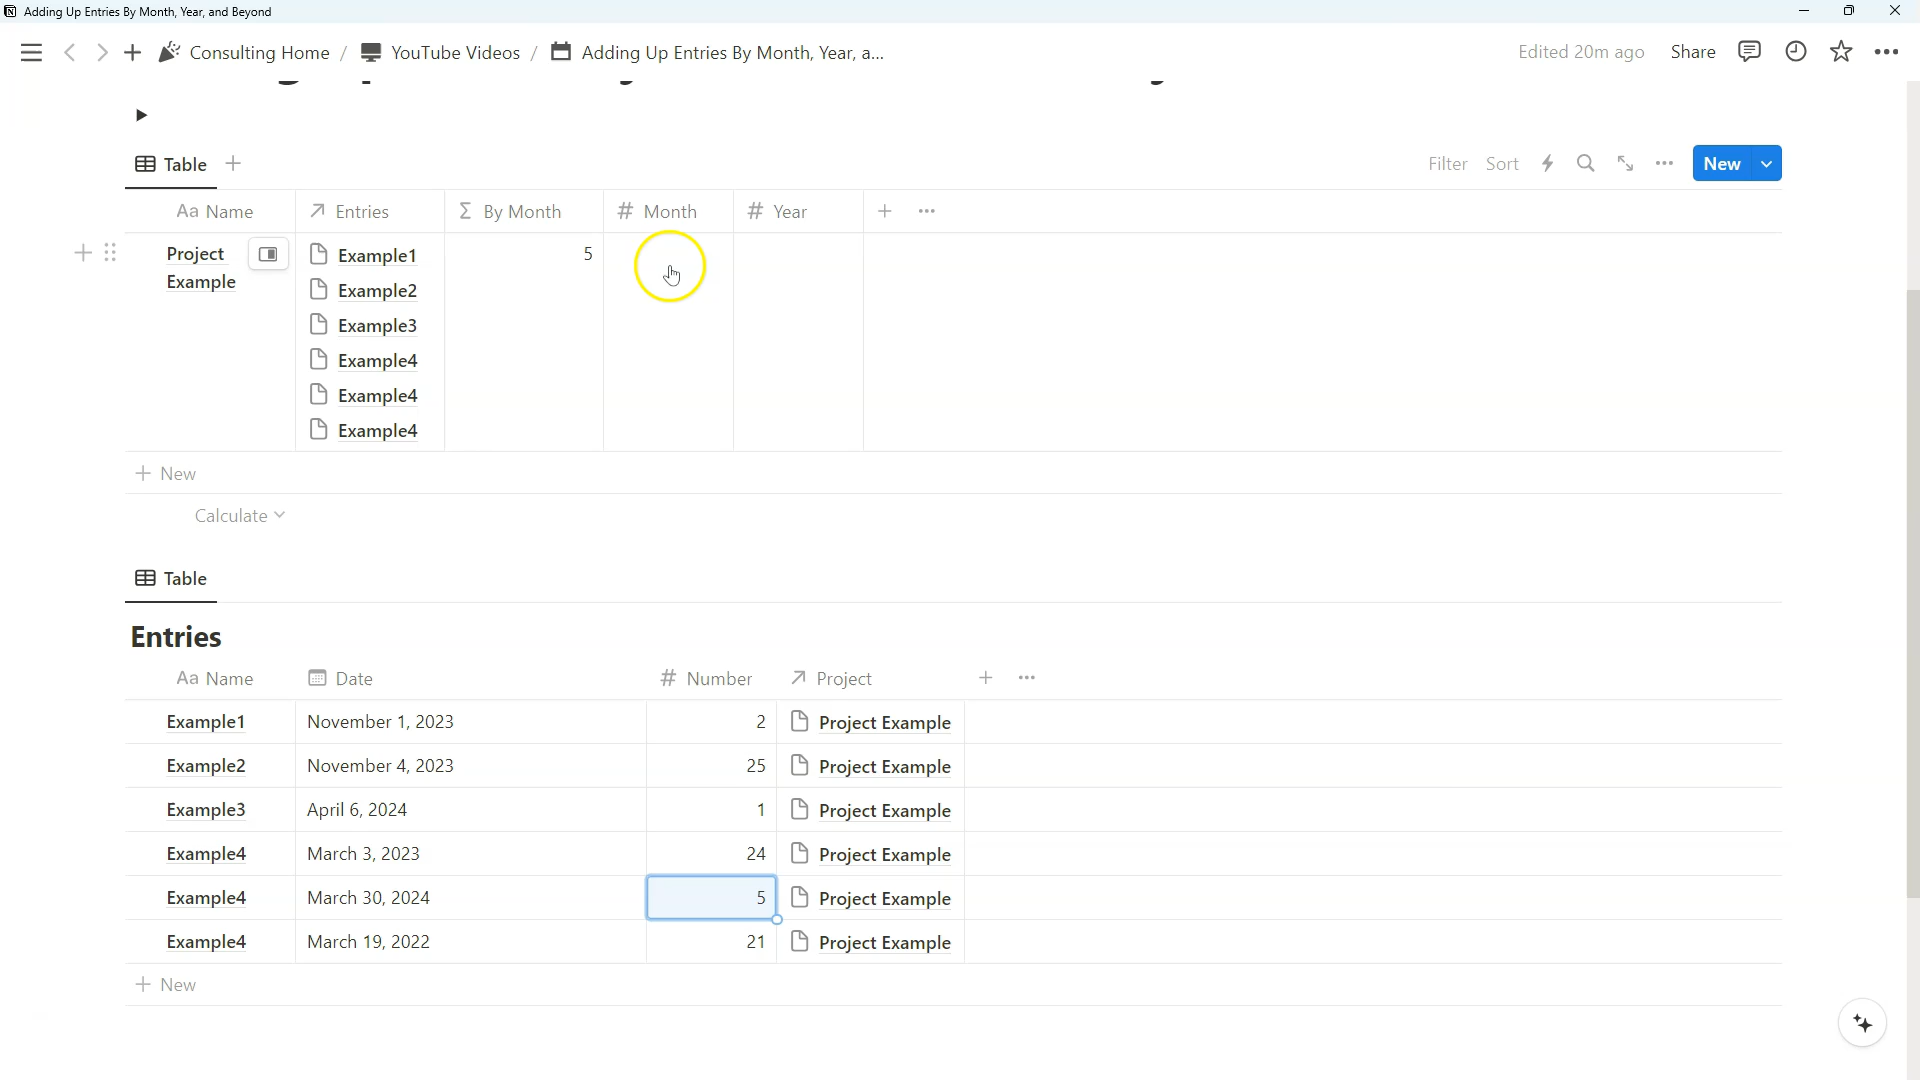 Adding Up Entries By Month, Year, and Beyond
Consulting Home / YouTube Videos / Adding Up Entries By Month, Year, a...
Edited 20m ago Share
Table
Filter Sort New
Aa Name Entries Σ By Month # Month # Year
Project Example1 5
Example Example2
Example3
Example4
Example4
Example4
+ New
Calculate
Table
Entries
Aa Name Date # Number Project
Example1 November 1, 2023 2 Project Example
Example2 November 4, 2023 25 Project Example
Example3 April 6, 2024 1 Project Example
Example4 March 3, 2023 24 Project Example
Example4 March 30, 2024 5 Project Example
Example4 March 19, 2022 21 Project Example
+ New